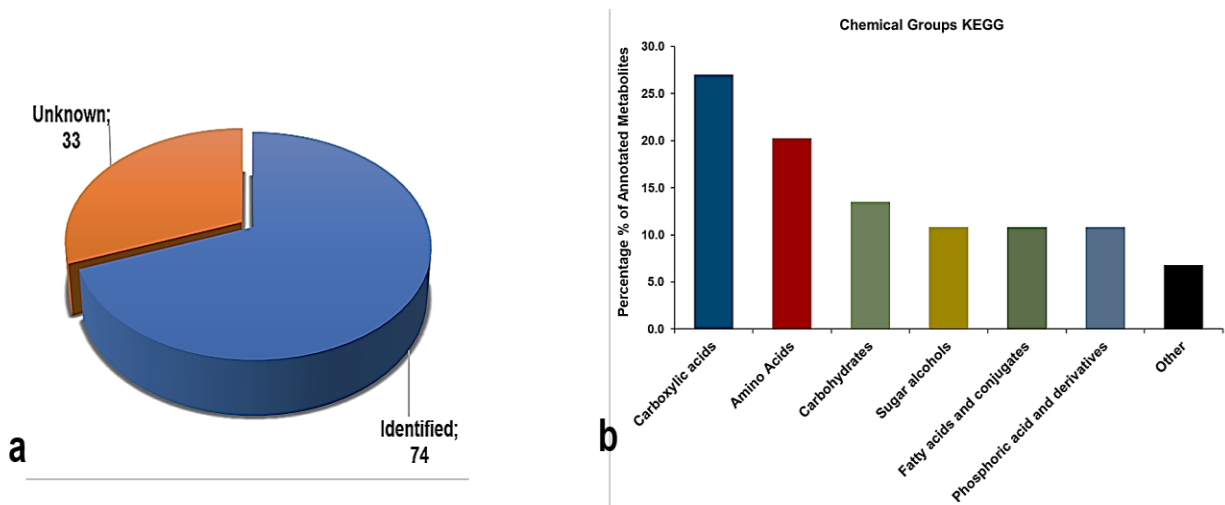 Unknown;
33
Identified;
74
a
Chemical Groups KEGG
Percentage % of Annotated Metabolites
30.0
25.0
20.0
15.0
10.0
5.0
0.0
Carboxylic acids
Amino Acids
Carbohydrates
Sugar alcohols
Fatty acids and conjugates
Phosphoric acid and derivatives
Other
b